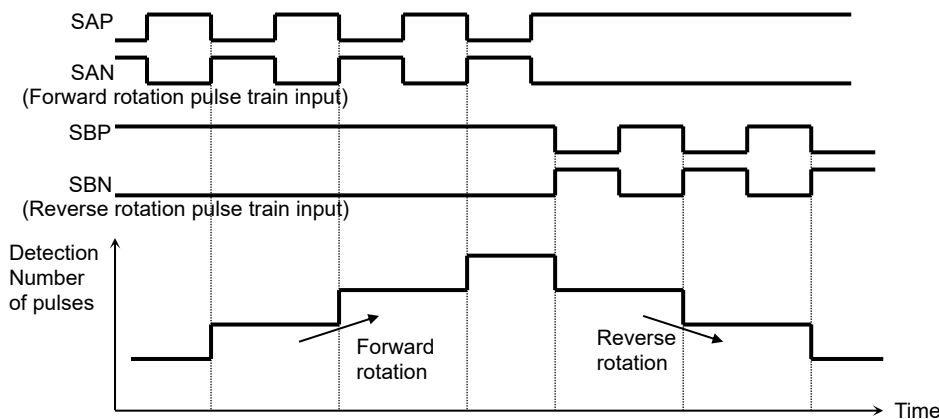 SAP
SAN
(Forward rotation pulse train input)
SBP
SBN
(Reverse rotation pulse train input)
Detection
Number
of pulses
Forward
rotation
Reverse
rotation
Time